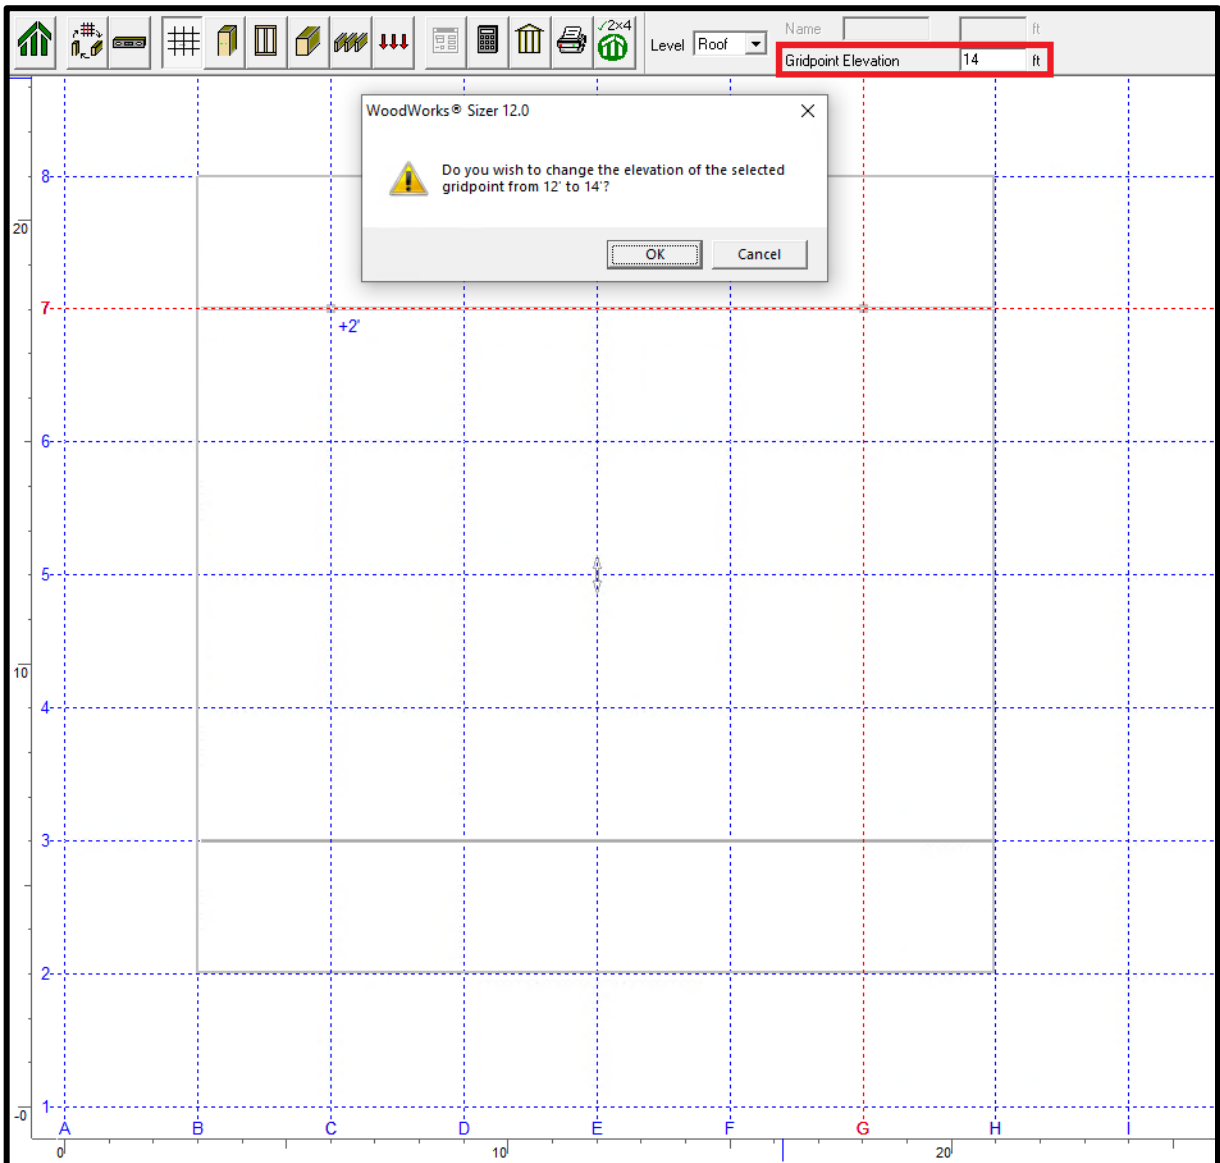 ✓2×4
Level Roof
Name ft
Gridpoint Elevation 14 ft
WoodWorks® Sizer 12.0
Do you wish to change the elevation of the selected
gridpoint from 12' to 14'?
OK Cancel
8
20
7
+2'
6
5
10
4
3
2
1
-0
A B C D E F G H I
0' 10' 20'